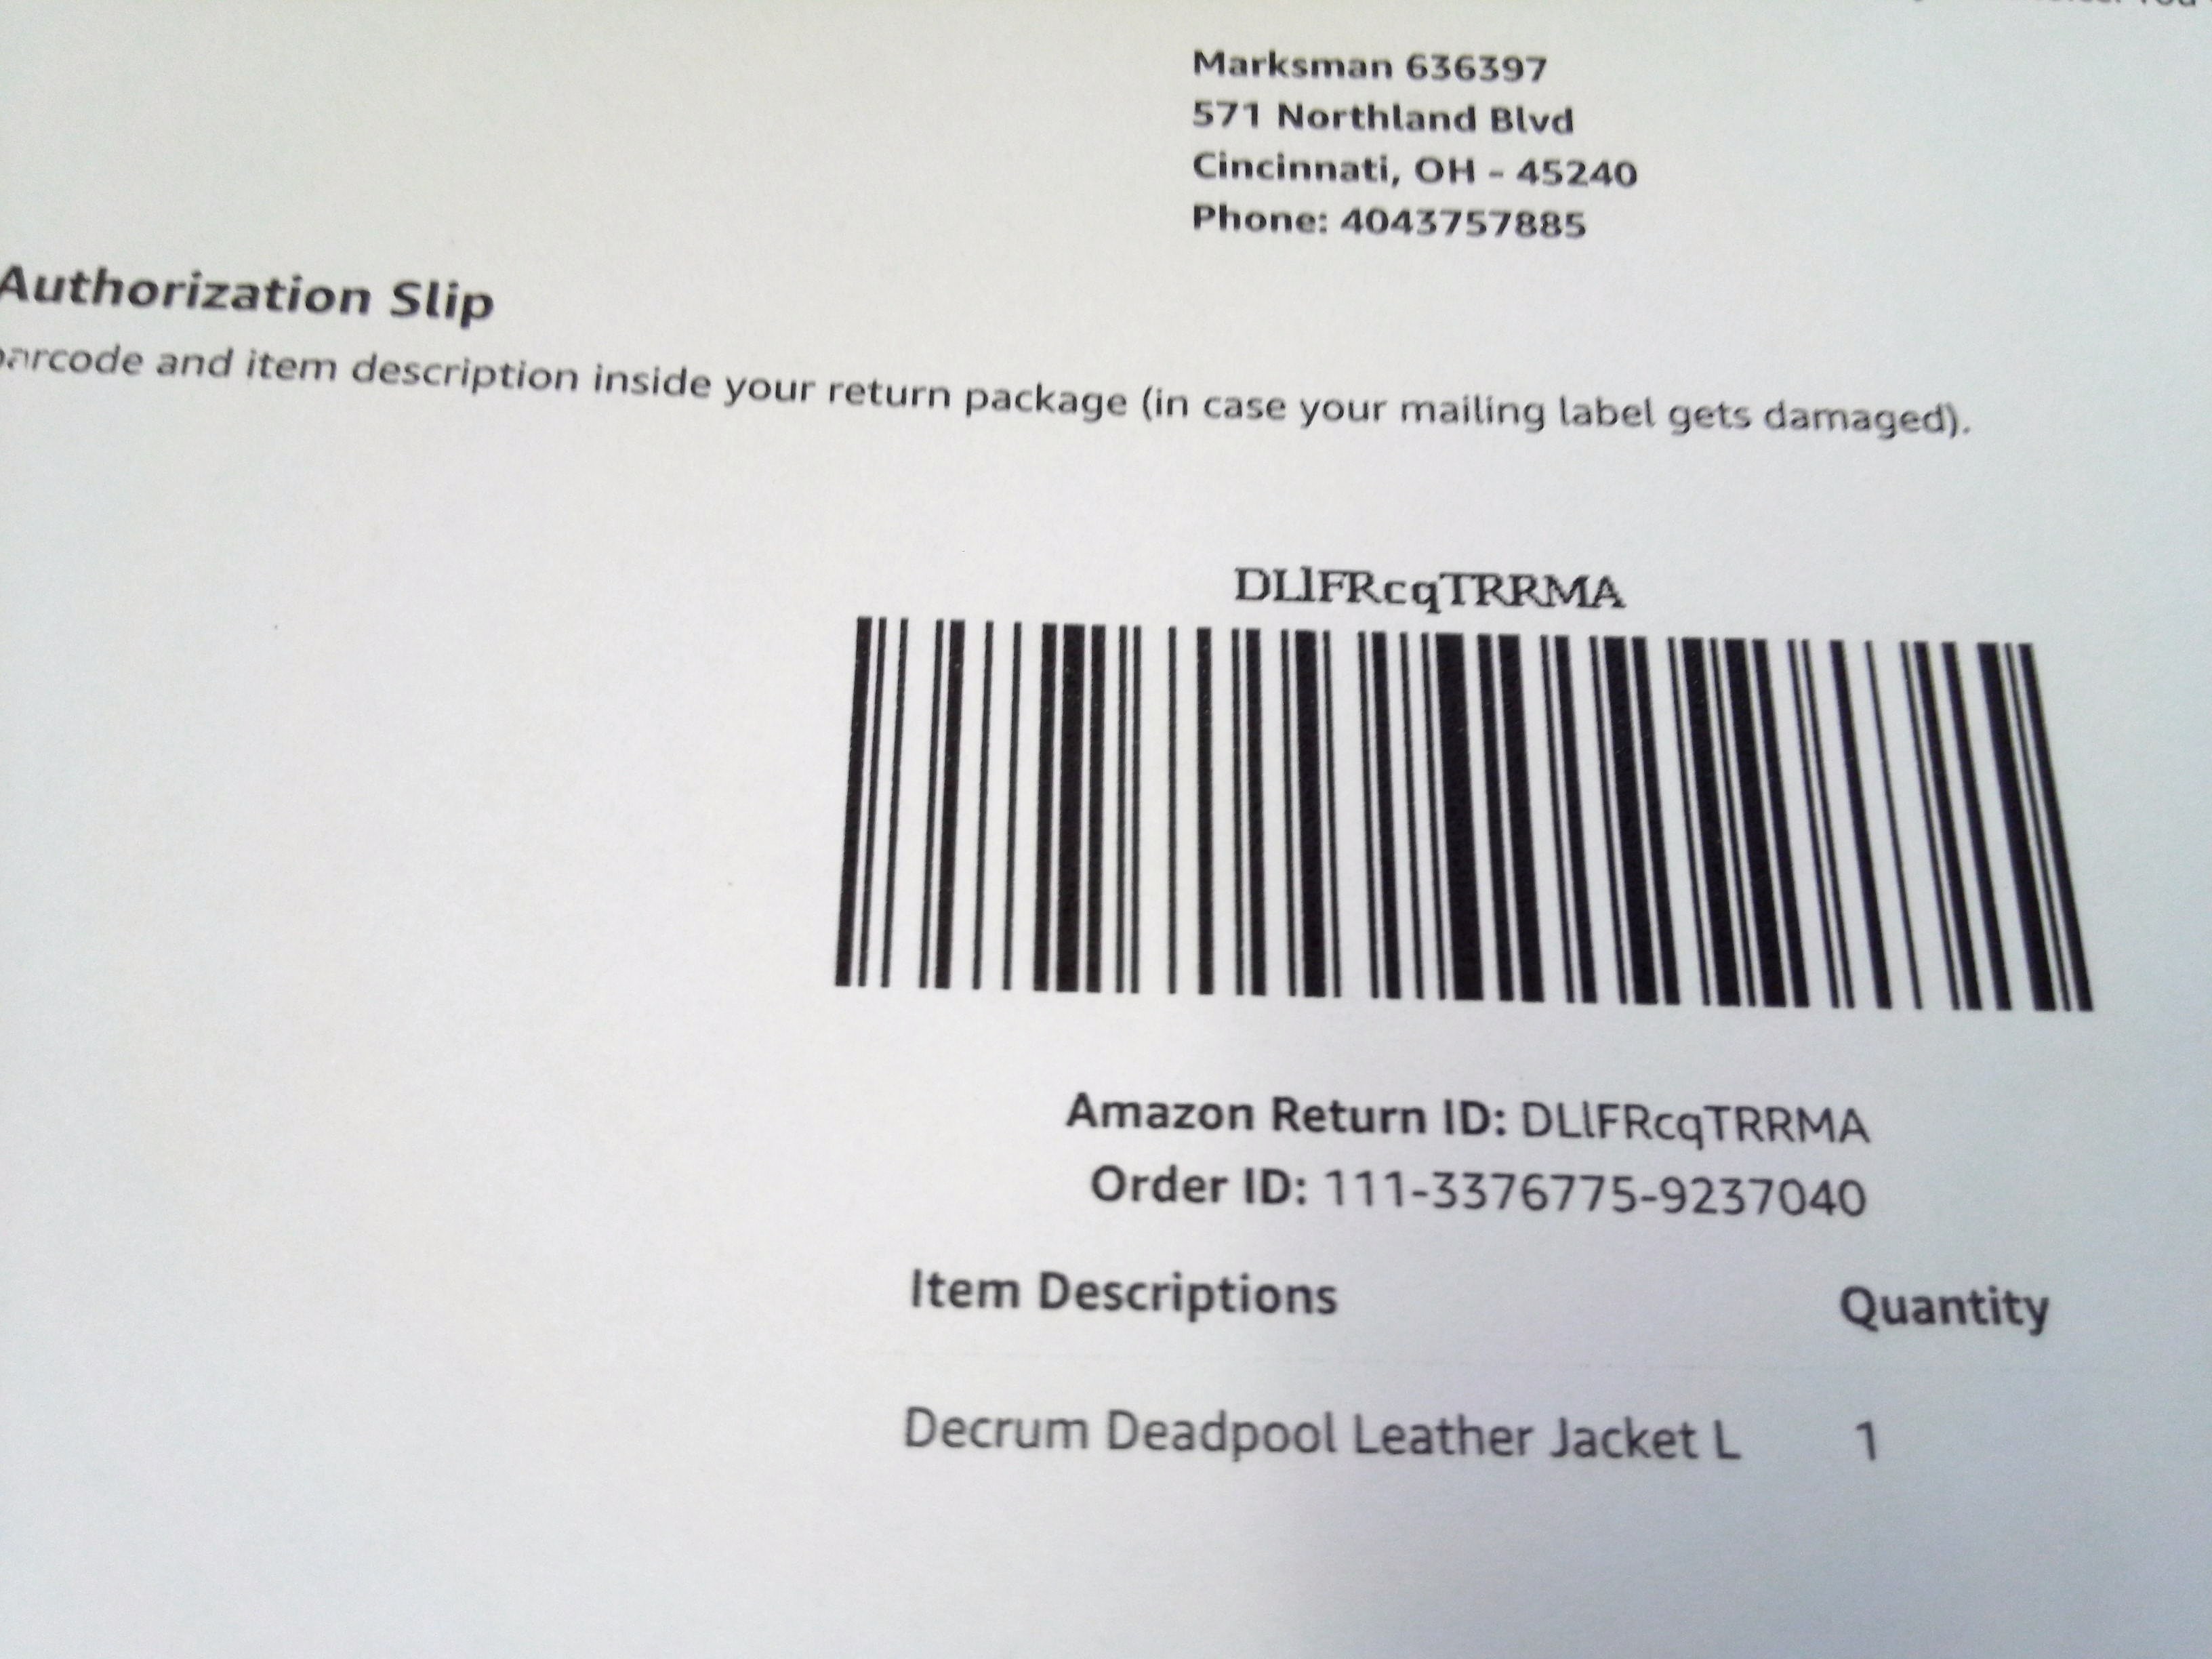 Marksman 636397
571 Northland Blvd
Cincinnati, OH - 45240
Phone: 4043757885
Authorization Slip
barcode and item description inside your return package (in case your mailing label gets damaged).
DLlFRcqTRRMA
Amazon Return ID: DLlFRcqTRRMA
Order ID: 111-3376775-9237040
Item Descriptions Quantity
Decrum Deadpool Leather Jacket L 1